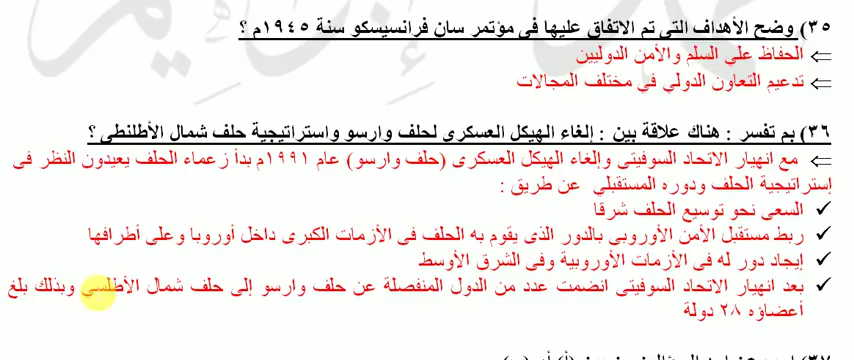 ٣٥) وضح الأهداف التى تم الاتفاق عليها فى مؤتمر سان فرانسيسكو سنة ١٩٤٥م ؟
⇐ الحفاظ علي السلم والأمن الدوليين
⇐ تدعيم التعاون الدولي في مختلف المجالات
٣٦) بم تفسر : هناك علاقة بين : إلغاء الهيكل العسكرى لحلف وارسو واستراتيجية حلف شمال الأطلنطى ؟
⇐ مع انهيار الاتحاد السوفيتى وإلغاء الهيكل العسكرى (حلف وارسو) عام ١٩٩١م بدأ زعماء الحلف يعيدون النظر فى
إستراتيجية الحلف ودوره المستقبلي عن طريق :
✓ السعى نحو توسيع الحلف شرقا
✓ ربط مستقبل الأمن الأوروبى بالدور الذى يقوم به الحلف فى الأزمات الكبرى داخل أوروبا وعلى أطرافها
✓ إيجاد دور له فى الأزمات الأوروبية وفى الشرق الأوسط
✓ بعد انهيار الاتحاد السوفيتى انضمت عدد من الدول المنفصلة عن حلف وارسو إلى حلف شمال الأطلسي وبذلك بلغ
أعضاؤه ٢٨ دولة